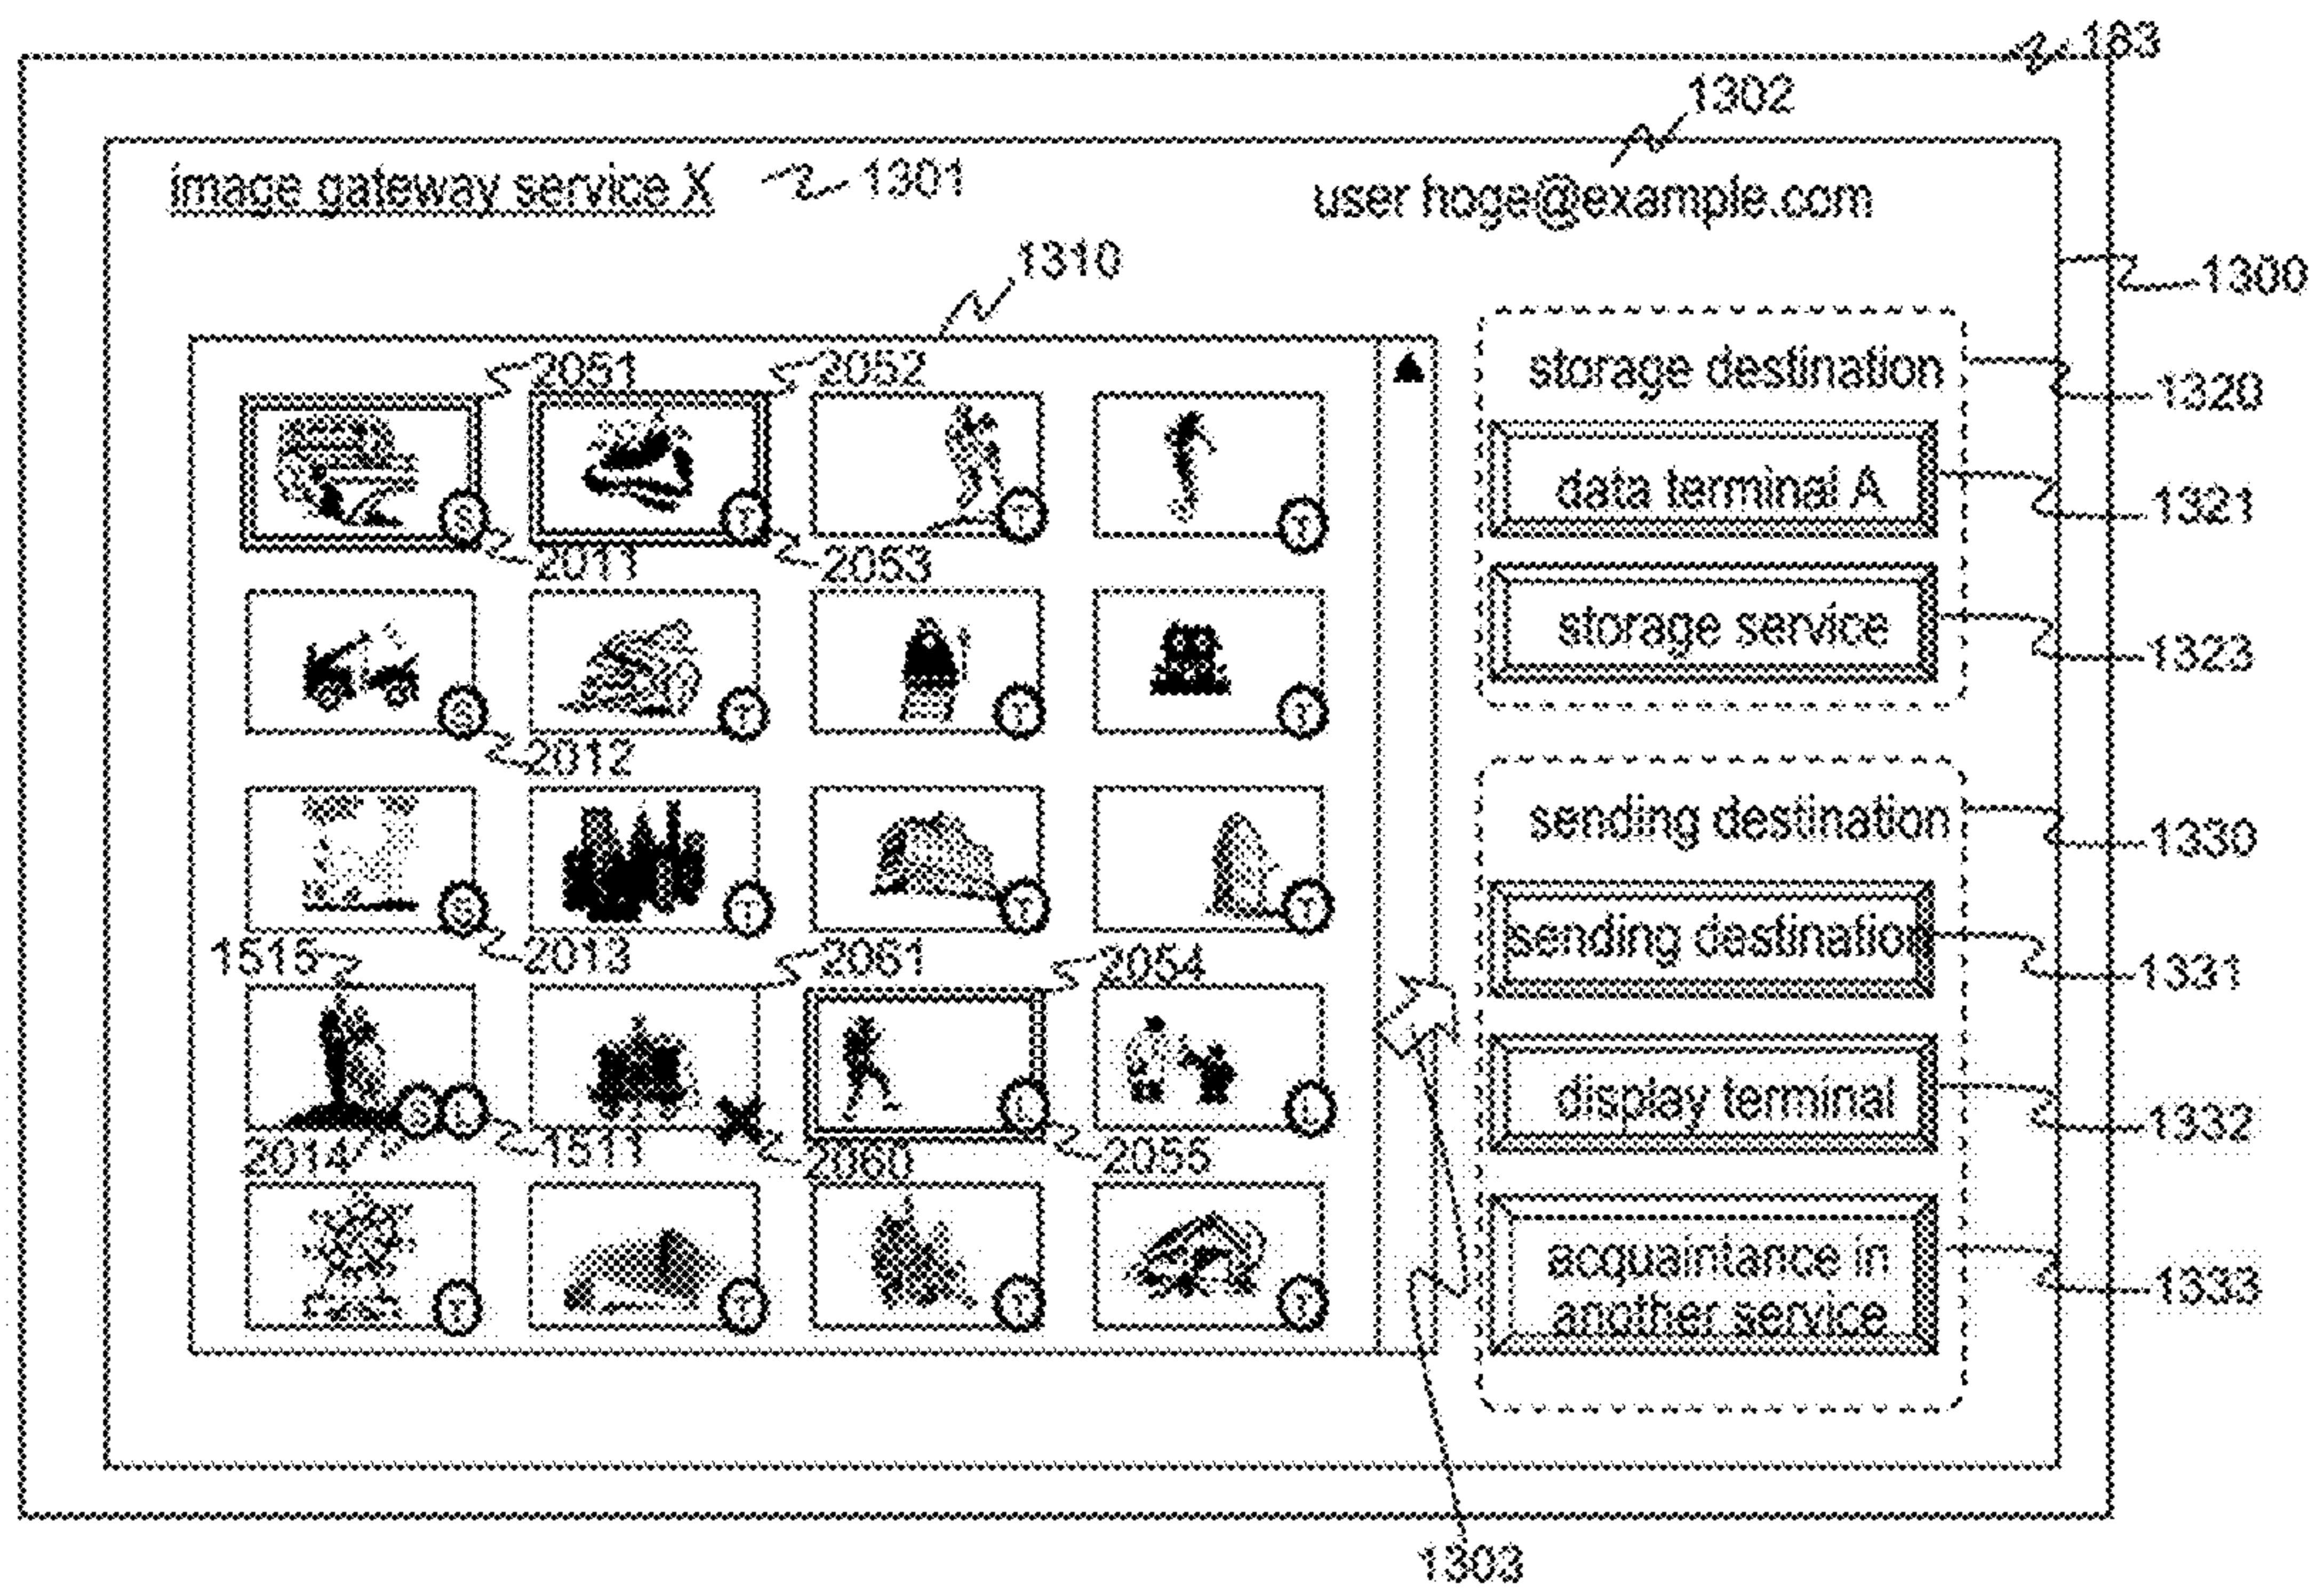 183
1302
image gateway service X 1301
user hoge@example.com
1310
1300
2051 2052
storage destination
1320
data terminal A
1321
S T T T
2011 2053
storage service
1323
S T T T
2012
sending destination
1330
S T T T
sending destination
1331
1515 2013 2061 2054
S L L L
display terminal
1332
2014 1511 2060 2055
acquaintance in
another service
1333
T T T T
1303